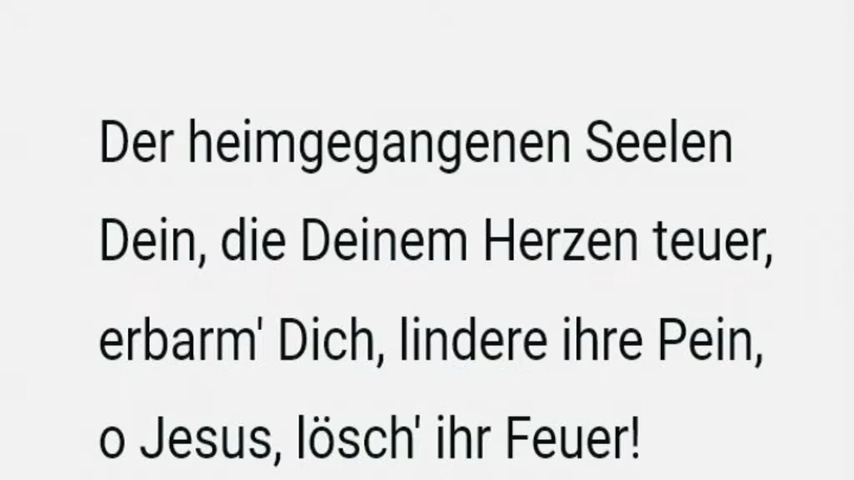 Der heimgegangenen Seelen
Dein, die Deinem Herzen teuer,
erbarm' Dich, lindere ihre Pein,
o Jesus, lösch' ihr Feuer!